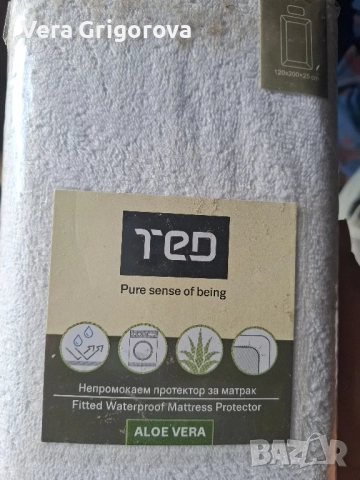 Vera Grigorova
120x200+25 cm
TED
Pure sense of being
Непромокаем протектор за матрак
Fitted Waterproof Mattress Protector
ALOE VERA
BAZAR